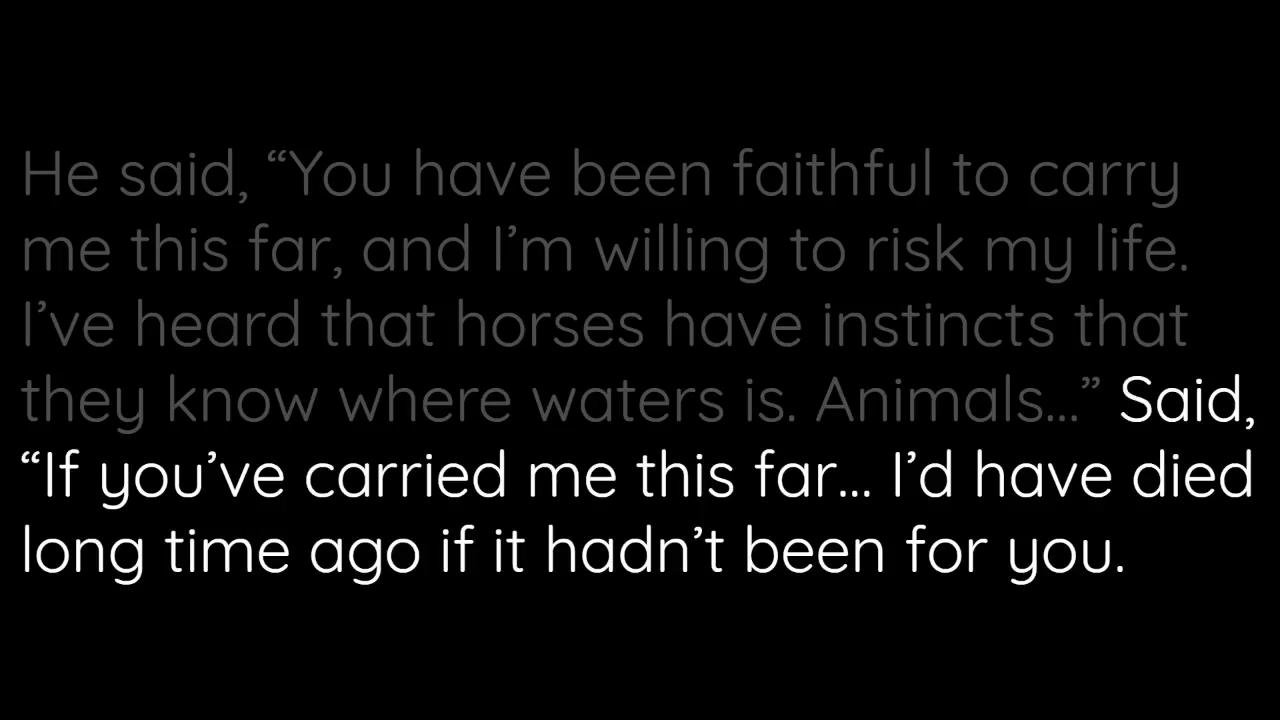 He said, “You have been faithful to carry
me this far, and I’m willing to risk my life.
I’ve heard that horses have instincts that
they know where waters is. Animals...” Said,
“If you’ve carried me this far... I’d have died
long time ago if it hadn’t been for you.